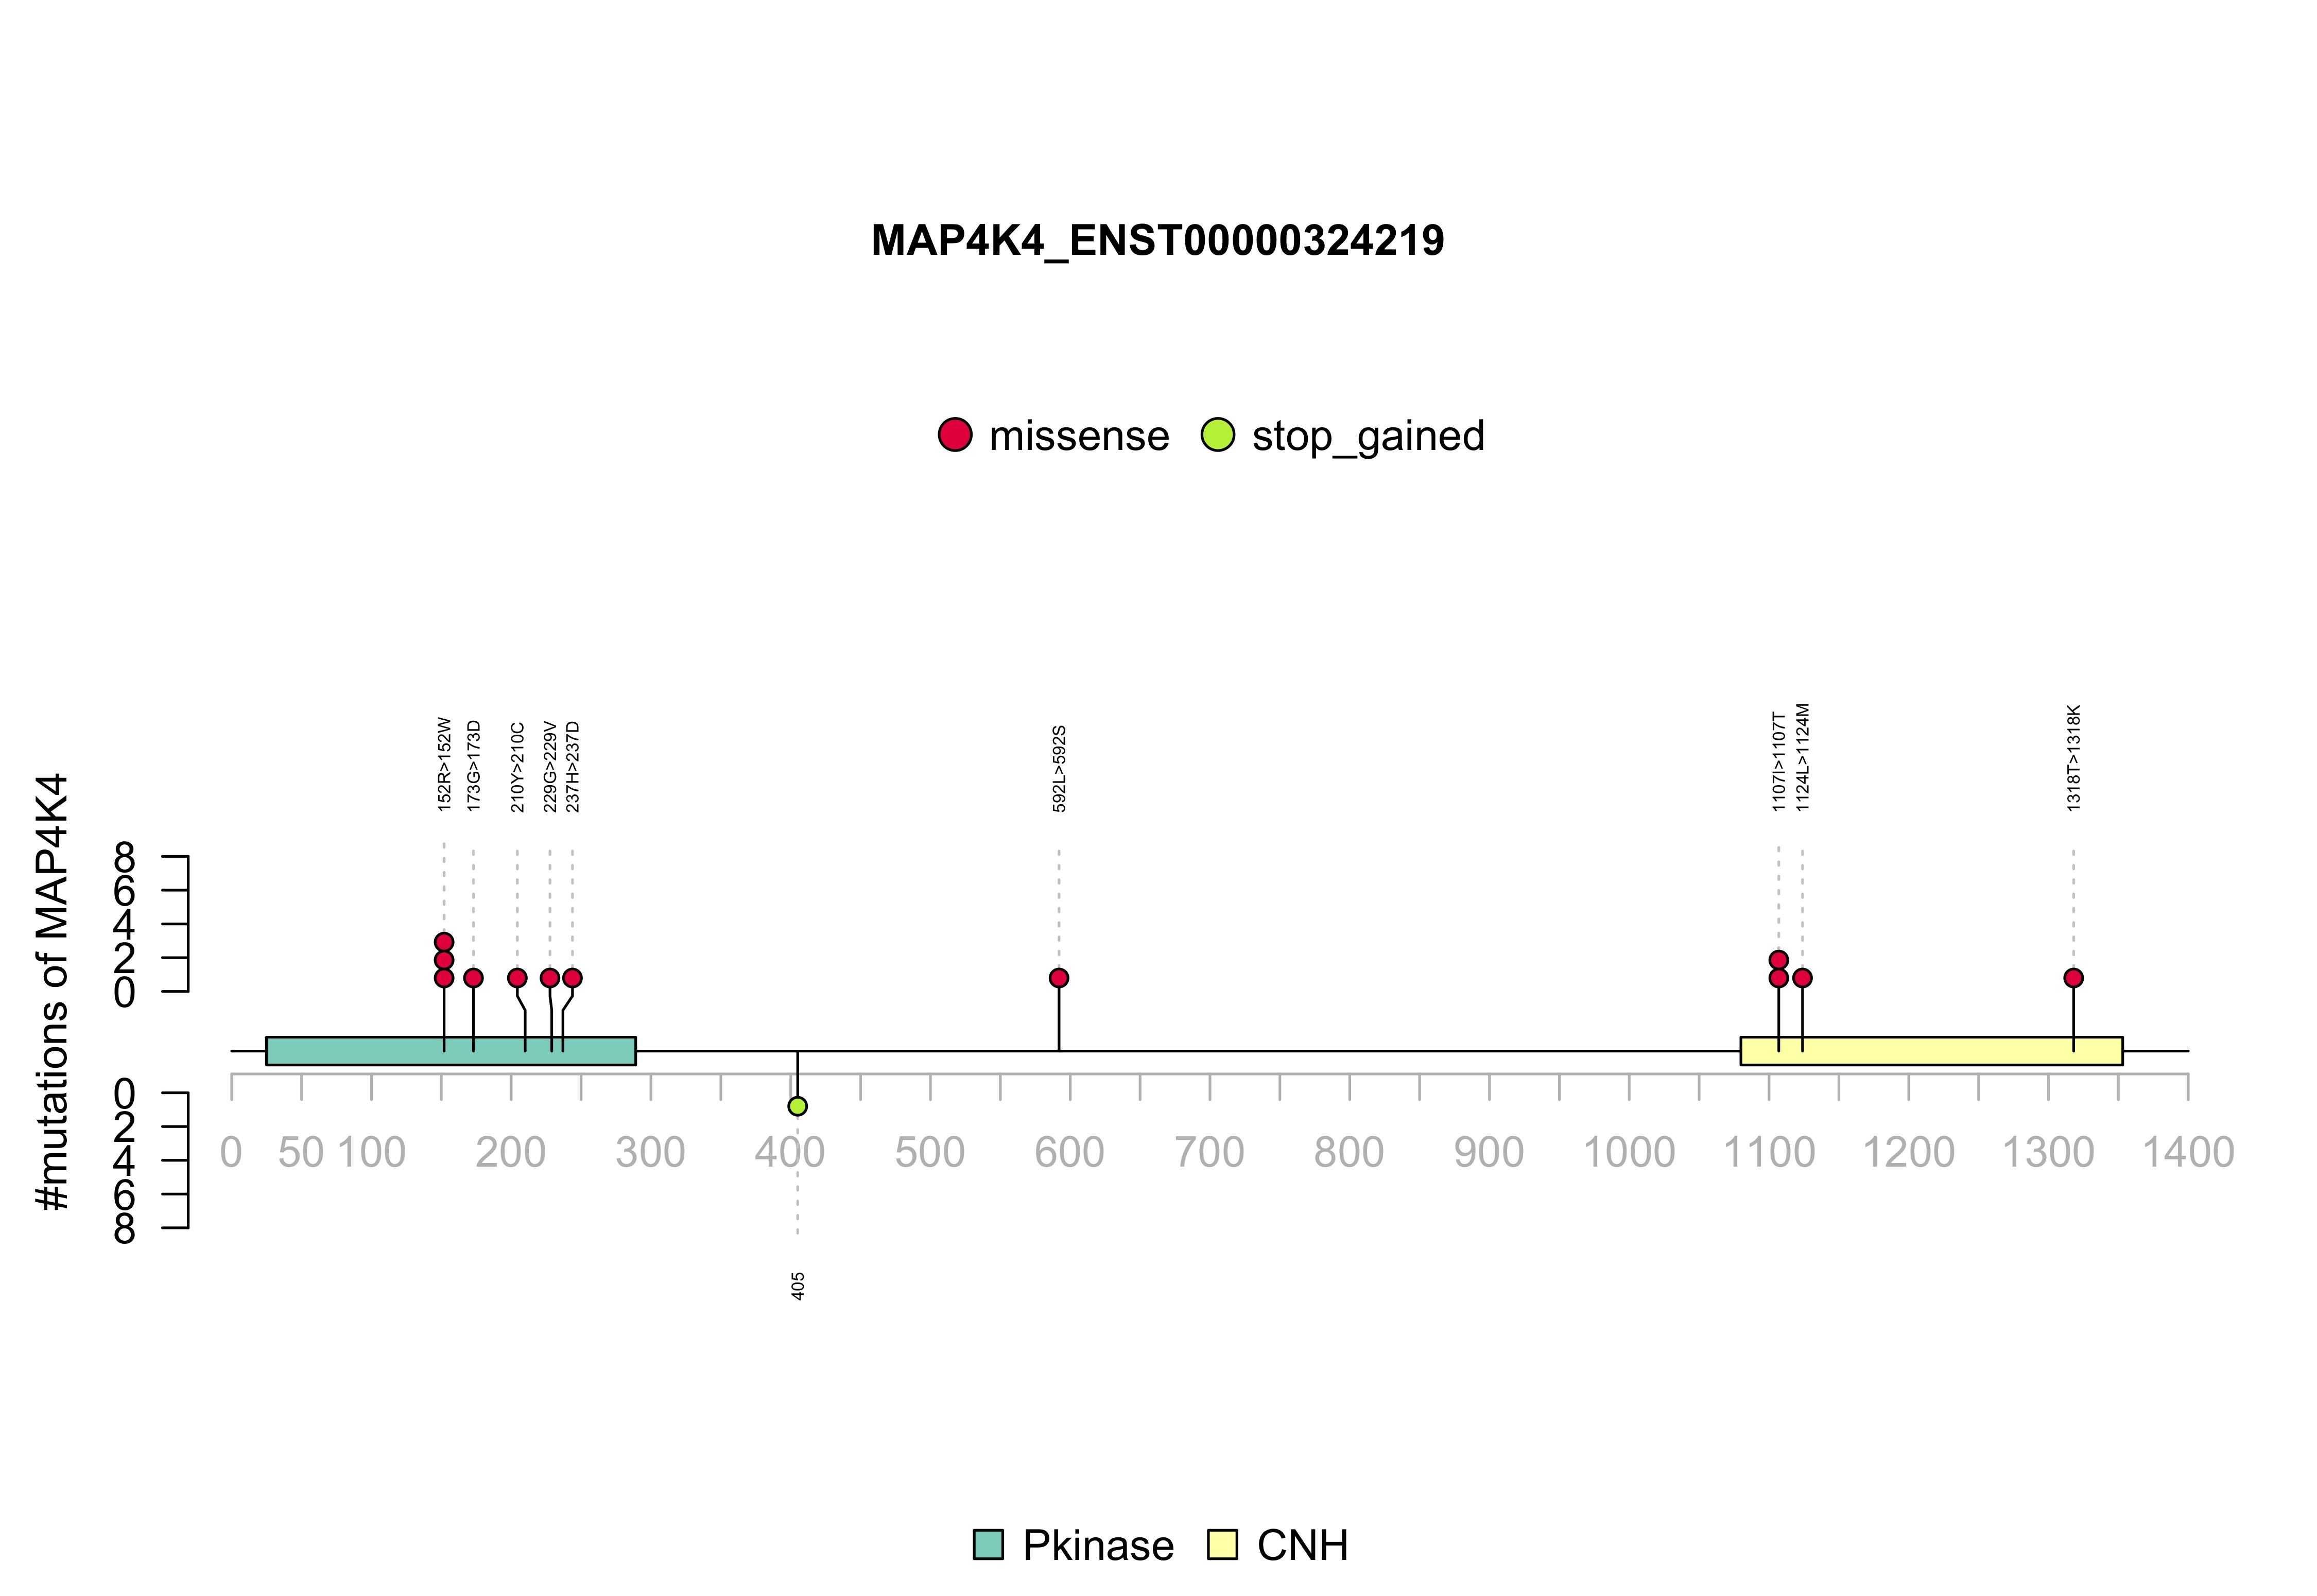 MAP4K4_ENST00000324219
missense stop_gained
152R>152W
173G>173D
210Y>210C
229G>229V
237H>237D
592L>592S
1107I>1107T
1124L>1124M
1318T>1318K
#mutations of MAP4K4
8
6
4
2
0
0
2
4
6
8
0 50 100 200 300 400 500 600 700 800 900 1000 1100 1200 1300 1400
405
Pkinase CNH